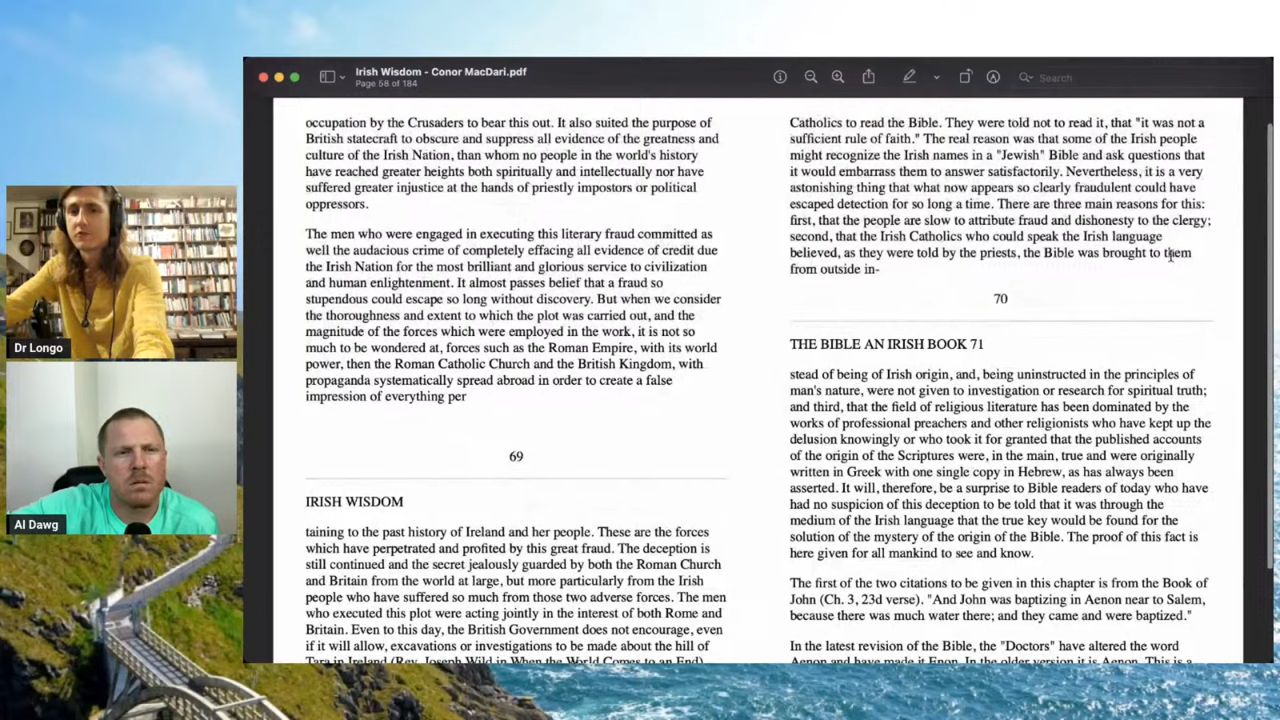 Irish Wisdom - Conor MacDari.pdf
Page 58 of 184
Search
occupation by the Crusaders to bear this out. It also suited the purpose of
British statecraft to obscure and suppress all evidence of the greatness and
culture of the Irish Nation, than whom no people in the world's history
have reached greater heights both spiritually and intellectually nor have
suffered greater injustice at the hands of priestly impostors or political
oppressors.
The men who were engaged in executing this literary fraud committed as
well the audacious crime of completely effacing all evidence of credit due
the Irish Nation for the most brilliant and glorious service to civilization
and human enlightenment. It almost passes belief that a fraud so
stupendous could escape so long without discovery. But when we consider
the thoroughness and extent to which the plot was carried out, and the
magnitude of the forces which were employed in the work, it is not so
much to be wondered at, forces such as the Roman Empire, with its world
power, then the Roman Catholic Church and the British Kingdom, with
propaganda systematically spread abroad in order to create a false
impression of everything per
69
IRISH WISDOM
taining to the past history of Ireland and her people. These are the forces
which have perpetrated and profited by this great fraud. The deception is
still continued and the secret jealously guarded by both the Roman Church
and Britain from the world at large, but more particularly from the Irish
people who have suffered so much from those two adverse forces. The men
who executed this plot were acting jointly in the interest of both Rome and
Britain. Even to this day, the British Government does not encourage, even
if it will allow, excavations or investigations to be made about the hill of
Tara in Ireland (Rev. Joseph Wild in When the World Comes to an End).
Catholics to read the Bible. They were told not to read it, that "it was not a
sufficient rule of faith." The real reason was that some of the Irish people
might recognize the Irish names in a "Jewish" Bible and ask questions that
it would embarrass them to answer satisfactorily. Nevertheless, it is a very
astonishing thing that what now appears so clearly fraudulent could have
escaped detection for so long a time. There are three main reasons for this:
first, that the people are slow to attribute fraud and dishonesty to the clergy;
second, that the Irish Catholics who could speak the Irish language
believed, as they were told by the priests, the Bible was brought to them
from outside in-
70
THE BIBLE AN IRISH BOOK 71
stead of being of Irish origin, and, being uninstructed in the principles of
man's nature, were not given to investigation or research for spiritual truth;
and third, that the field of religious literature has been dominated by the
works of professional preachers and other religionists who have kept up the
delusion knowingly or who took it for granted that the published accounts
of the origin of the Scriptures were, in the main, true and were originally
written in Greek with one single copy in Hebrew, as has always been
asserted. It will, therefore, be a surprise to Bible readers of today who have
had no suspicion of this deception to be told that it was through the
medium of the Irish language that the true key would be found for the
solution of the mystery of the origin of the Bible. The proof of this fact is
here given for all mankind to see and know.
The first of the two citations to be given in this chapter is from the Book of
John (Ch. 3, 23d verse). "And John was baptizing in Aenon near to Salem,
because there was much water there; and they came and were baptized."
In the latest revision of the Bible, the "Doctors" have altered the word
Aenon and have made it Enon. In the older version it is Aenon. This is a
Dr Longo
Al Dawg